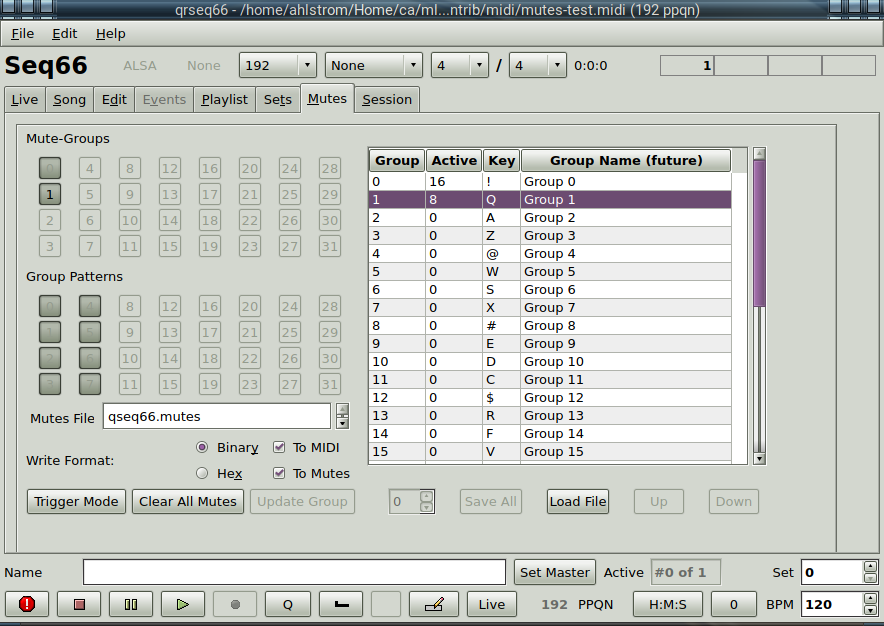 qrseq66 - /home/ahlstrom/Home/ca/ml...ntrib/midi/mutes-test.midi (192 ppqn)
File Edit Help
Seq66 ALSA None 192 None 4 / 4 0:0:0 1
Live Song Edit Events Playlist Sets Mutes Session
Mute-Groups
0 4 8 12 16 20 24 28
1 5 9 13 17 21 25 29
2 6 10 14 18 22 26 30
3 7 11 15 19 23 27 31
Group Patterns
0 4 8 12 16 20 24 28
1 5 9 13 17 21 25 29
2 6 10 14 18 22 26 30
3 7 11 15 19 23 27 31
Mutes File qseq66.mutes
Write Format:
Binary To MIDI
Hex To Mutes
Group Active Key Group Name (future)
0 16 ! Group 0
1 8 Q Group 1
2 0 A Group 2
3 0 Z Group 3
4 0 @ Group 4
5 0 W Group 5
6 0 S Group 6
7 0 X Group 7
8 0 # Group 8
9 0 E Group 9
10 0 D Group 10
11 0 C Group 11
12 0 $ Group 12
13 0 R Group 13
14 0 F Group 14
15 0 V Group 15
Trigger Mode Clear All Mutes Update Group 0 Save All Load File Up Down
Name Set Master Active #0 of 1 Set 0
Q Live 192 PPQN H:M:S 0 BPM 120